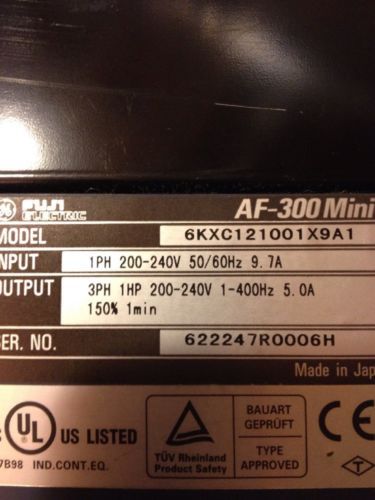 GE FUJI ELECTRIC AF-300 Mini
MODEL 6KXC121001X9A1
INPUT 1PH 200-240V 50/60Hz 9.7A
OUTPUT 3PH 1HP 200-240V 1-400Hz 5.0A
150% 1min
SER. NO. 622247R0006H
Made in Jap
UL US LISTED
7B98 IND.CONT.EQ.
TÜV Rheinland
Product Safety
BAUART
GEPRÜFT
TYPE
APPROVED
CE